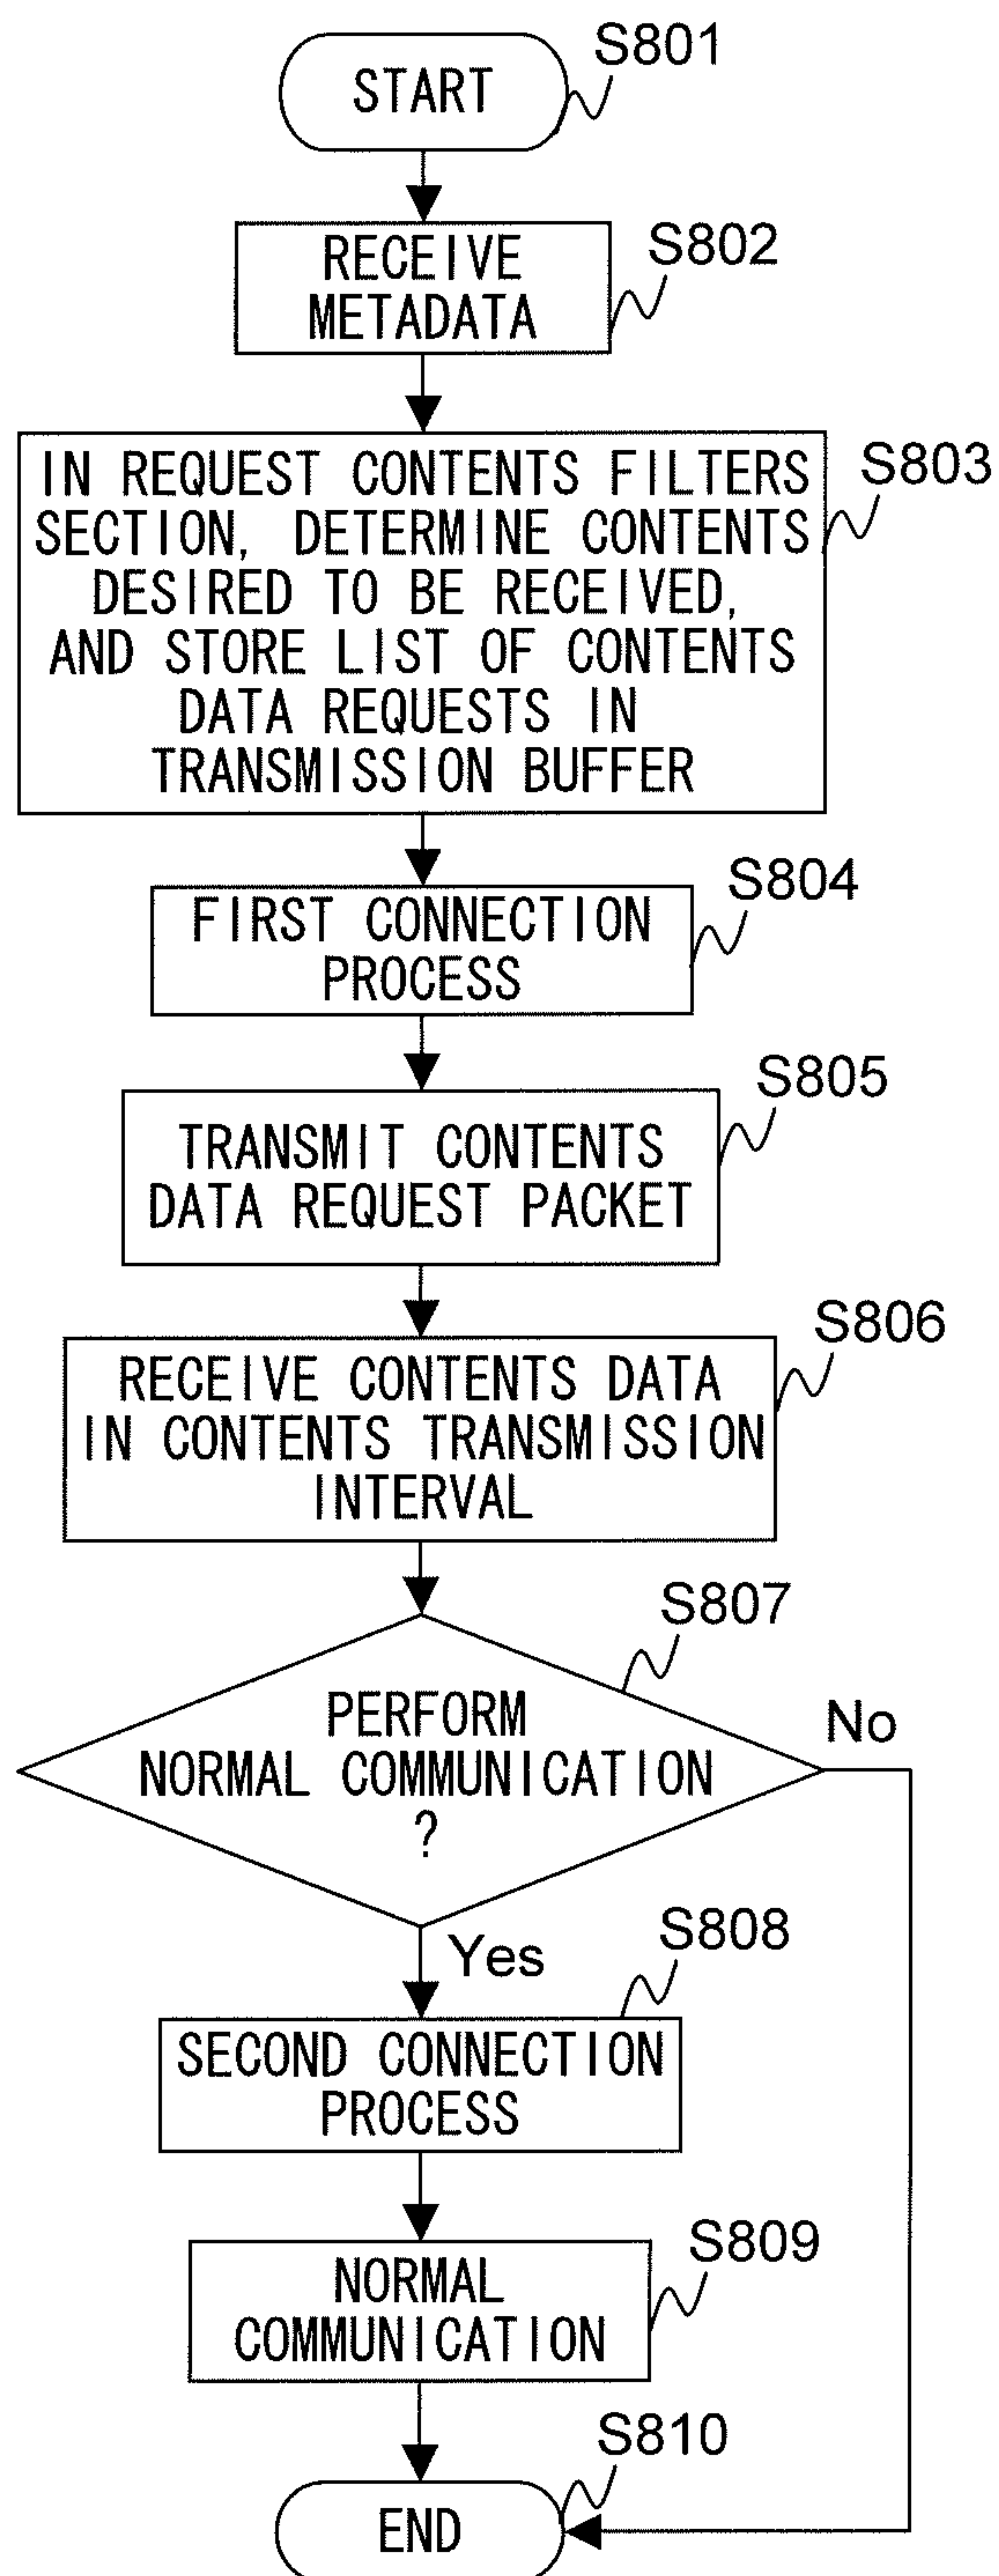 S801
START
S802
RECEIVE
METADATA
S803
IN REQUEST CONTENTS FILTERS
SECTION, DETERMINE CONTENTS
DESIRED TO BE RECEIVED,
AND STORE LIST OF CONTENTS
DATA REQUESTS IN
TRANSMISSION BUFFER
S804
FIRST CONNECTION
PROCESS
S805
TRANSMIT CONTENTS
DATA REQUEST PACKET
S806
RECEIVE CONTENTS DATA
IN CONTENTS TRANSMISSION
INTERVAL
S807
PERFORM
NORMAL COMMUNICATION
?
No
Yes
S808
SECOND CONNECTION
PROCESS
S809
NORMAL
COMMUNICATION
S810
END